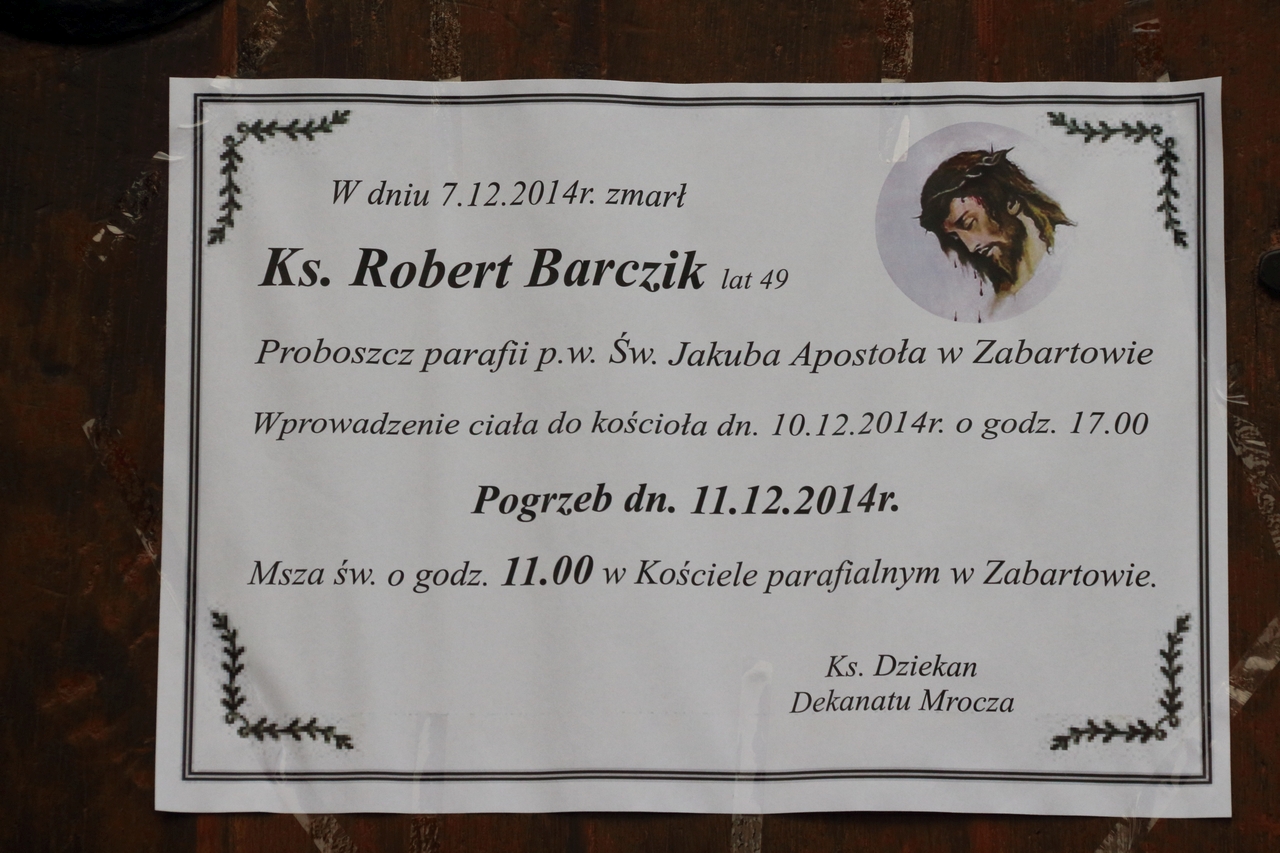 W dniu 7.12.2014r. zmarł
Ks. Robert Barczik lat 49
Proboszcz parafii p.w. Św. Jakuba Apostoła w Zabartowie
Wprowadzenie ciała do kościoła dn. 10.12.2014r. o godz. 17.00
Pogrzeb dn. 11.12.2014r.
Msza św. o godz. 11.00 w Kościele parafialnym w Zabartowie.
Ks. Dziekan
Dekanatu Mrocza